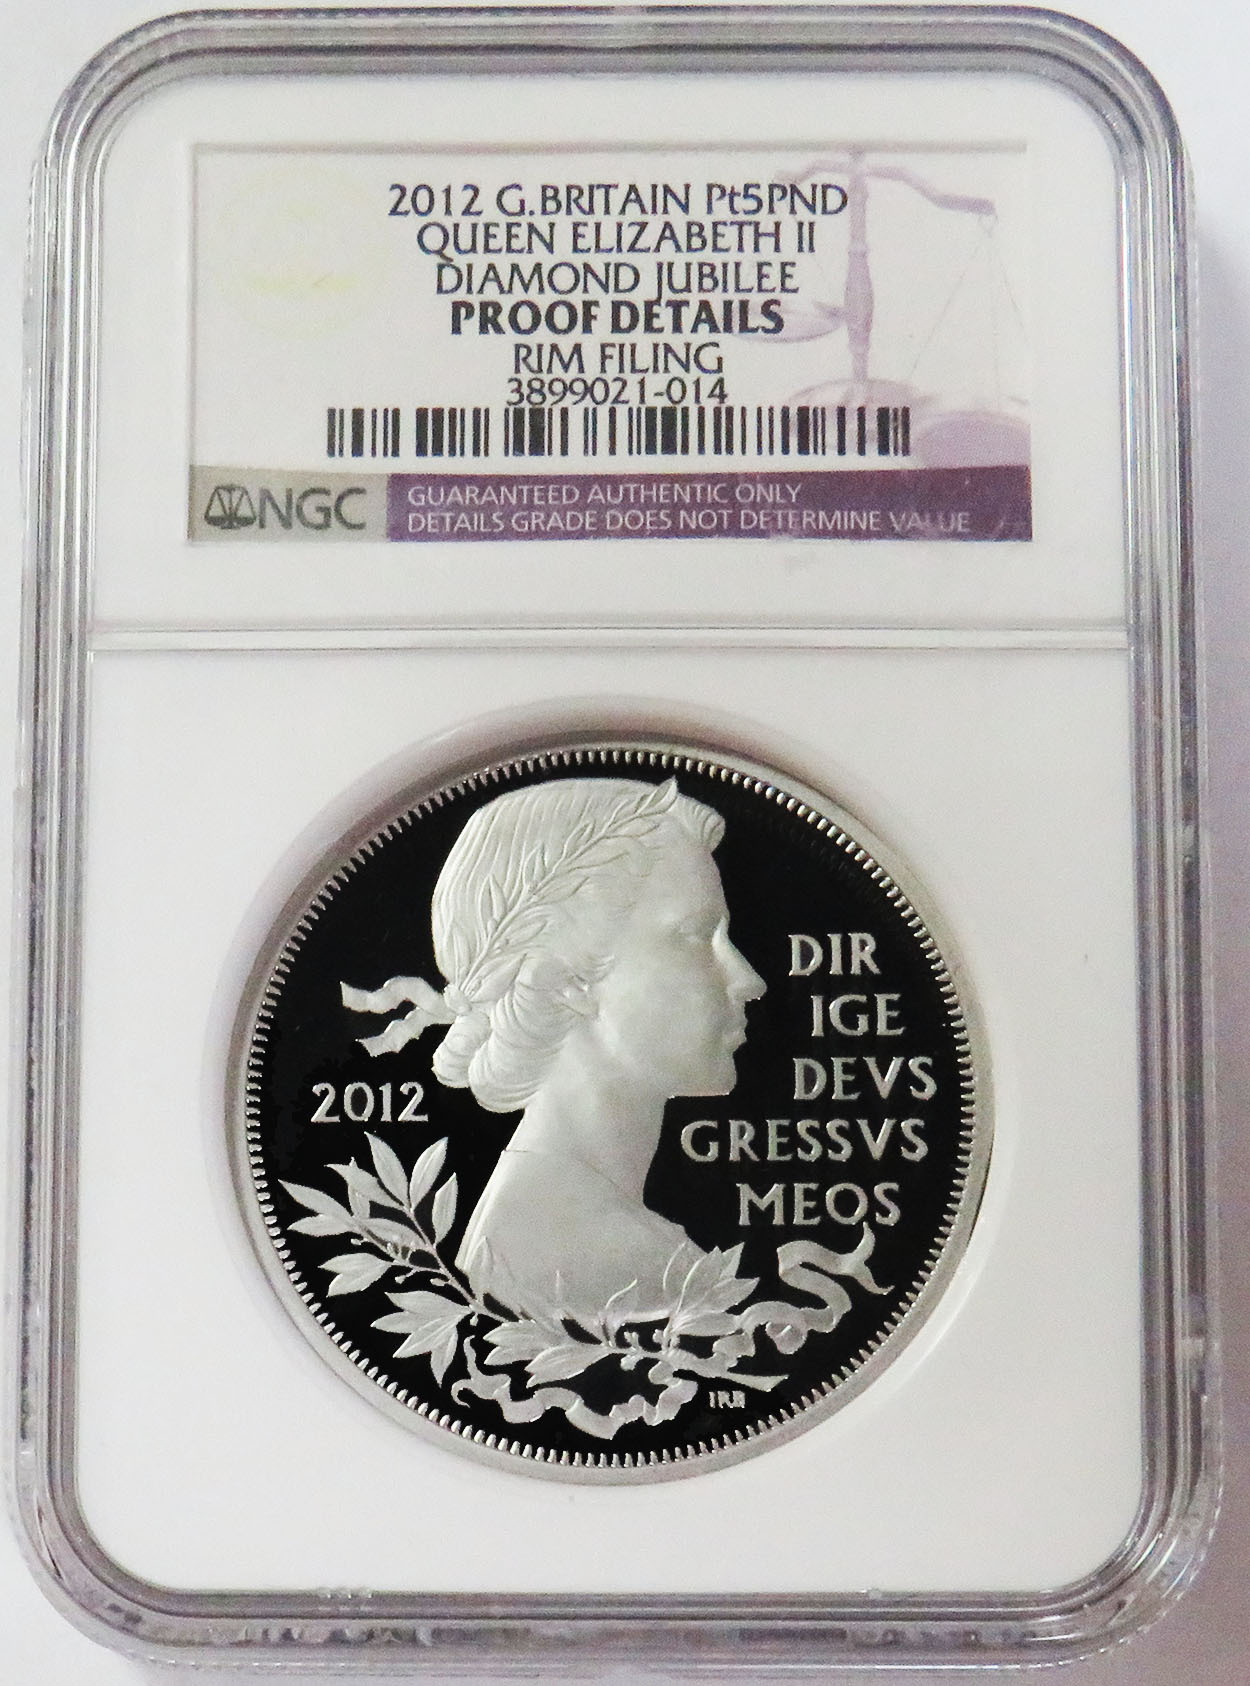 2012 G.BRITAIN Pt5PND
QUEEN ELIZABETH II
DIAMOND JUBILEE
PROOF DETAILS
RIM FILING
3899021-014
NGC
GUARANTEED AUTHENTIC ONLY
DETAILS GRADE DOES NOT DETERMINE VALUE
DIR
IGE
DEVS
2012
GRESSVS
MEOS
IRB